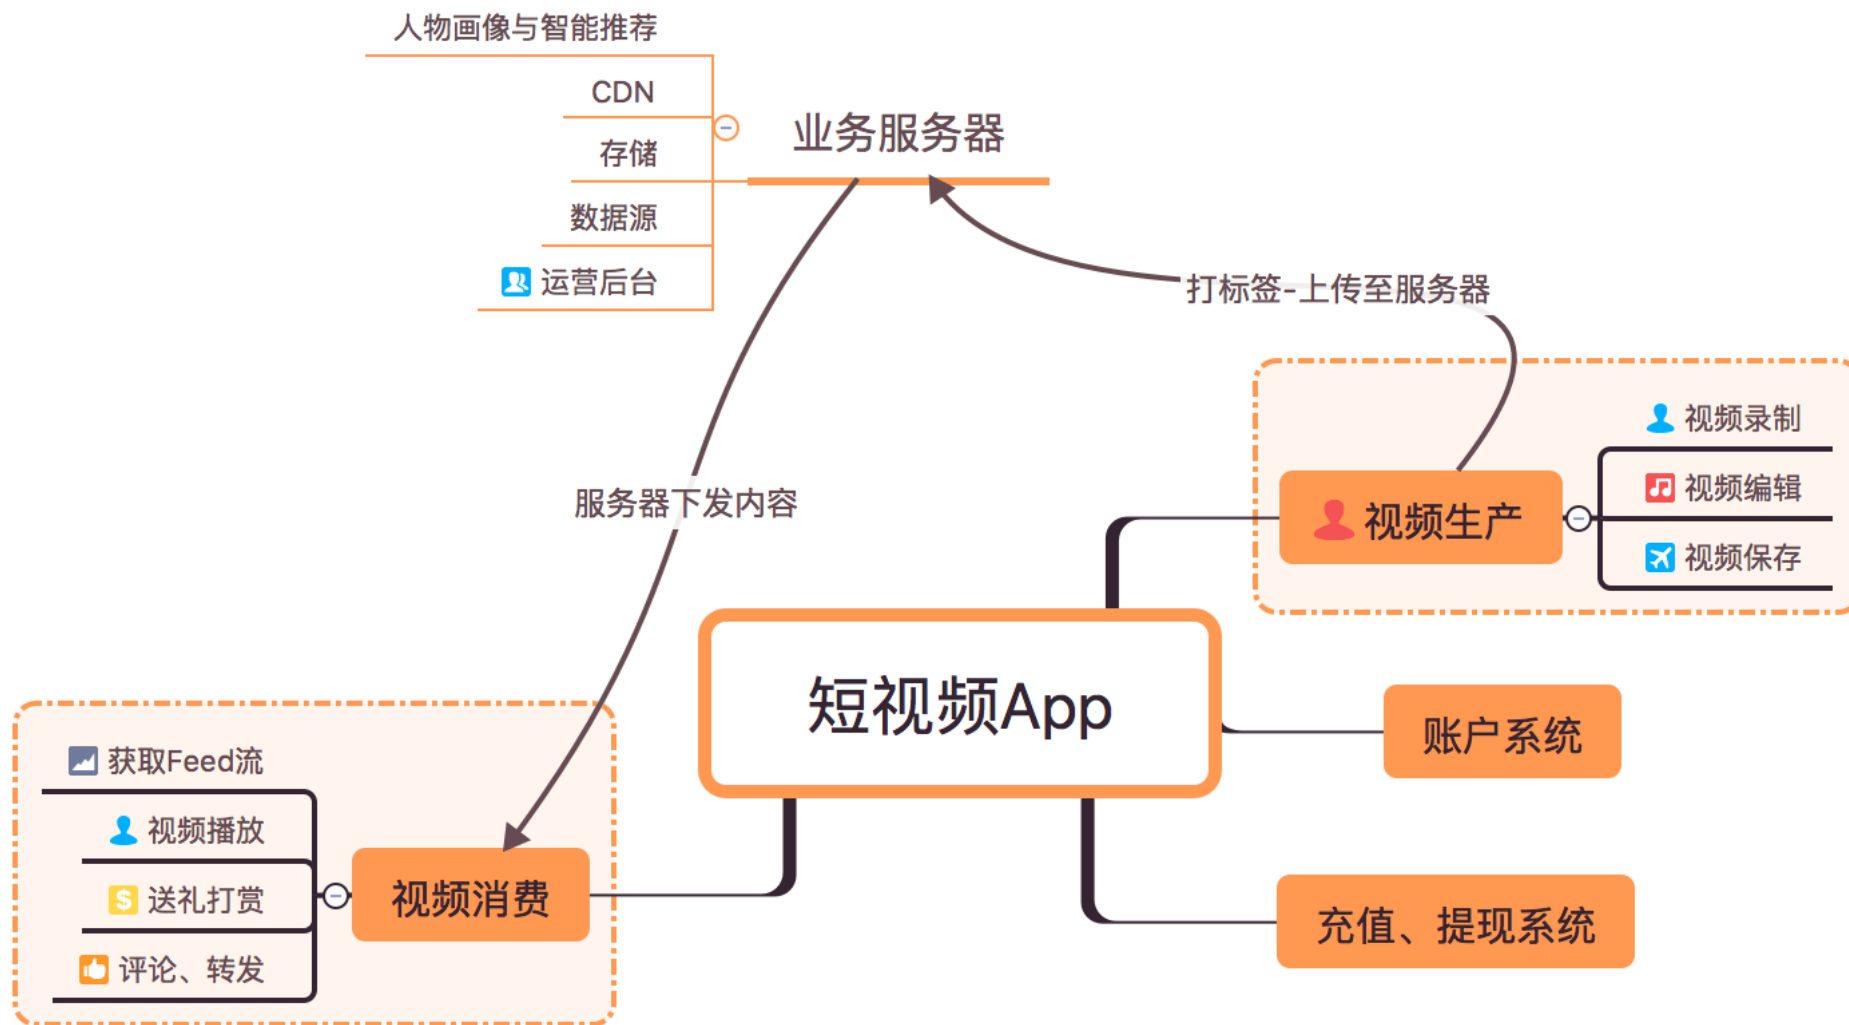 人物画像与智能推荐
CDN
存储
数据源
运营后台
业务服务器
打标签-上传至服务器
服务器下发内容
视频录制
视频编辑
视频保存
视频生产
短视频App
账户系统
充值、提现系统
获取Feed流
视频播放
送礼打赏
评论、转发
视频消费